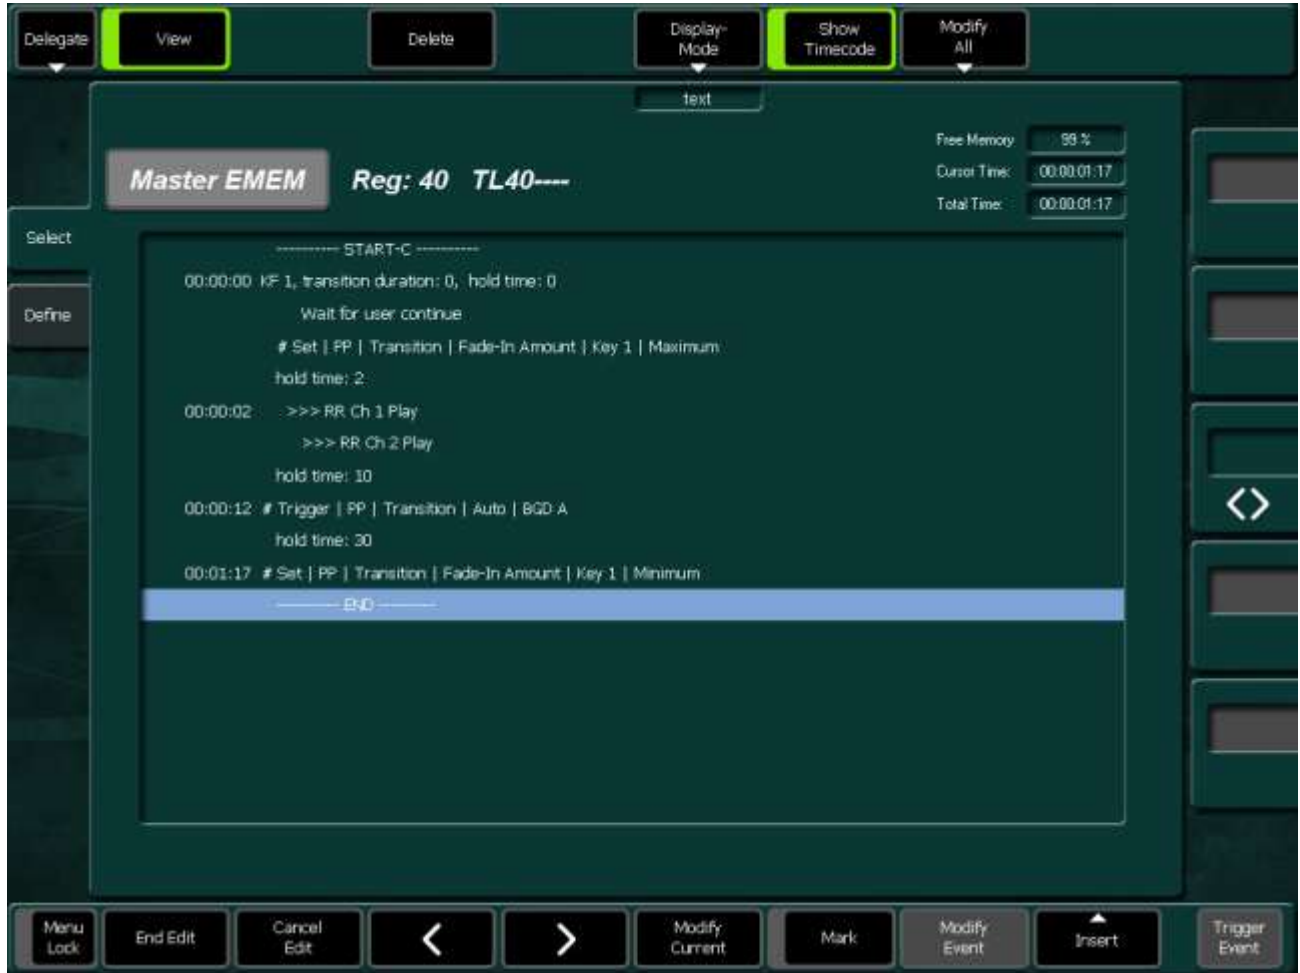 Delegate View Delete Display-Mode Show Timecode Modify All
text
Free Memory 99 %
Master EMEM Reg: 40 TL40----
Cursor Time: 00:00:01:17
Total Time: 00:00:01:17
Select
Define
---------- START-C ----------
00:00:00 KF 1, transition duration: 0, hold time: 0
Wait for user continue
# Set | PP | Transition | Fade-In Amount | Key 1 | Maximum
hold time: 2
00:00:02 >>> RR Ch 1 Play
>>> RR Ch 2 Play
hold time: 10
00:00:12 # Trigger | PP | Transition | Auto | BGD A
hold time: 30
00:01:17 # Set | PP | Transition | Fade-In Amount | Key 1 | Minimum
---------- END ----------
Menu Lock End Edit Cancel Edit < > Modify Current Mark Modify Event Insert Trigger Event